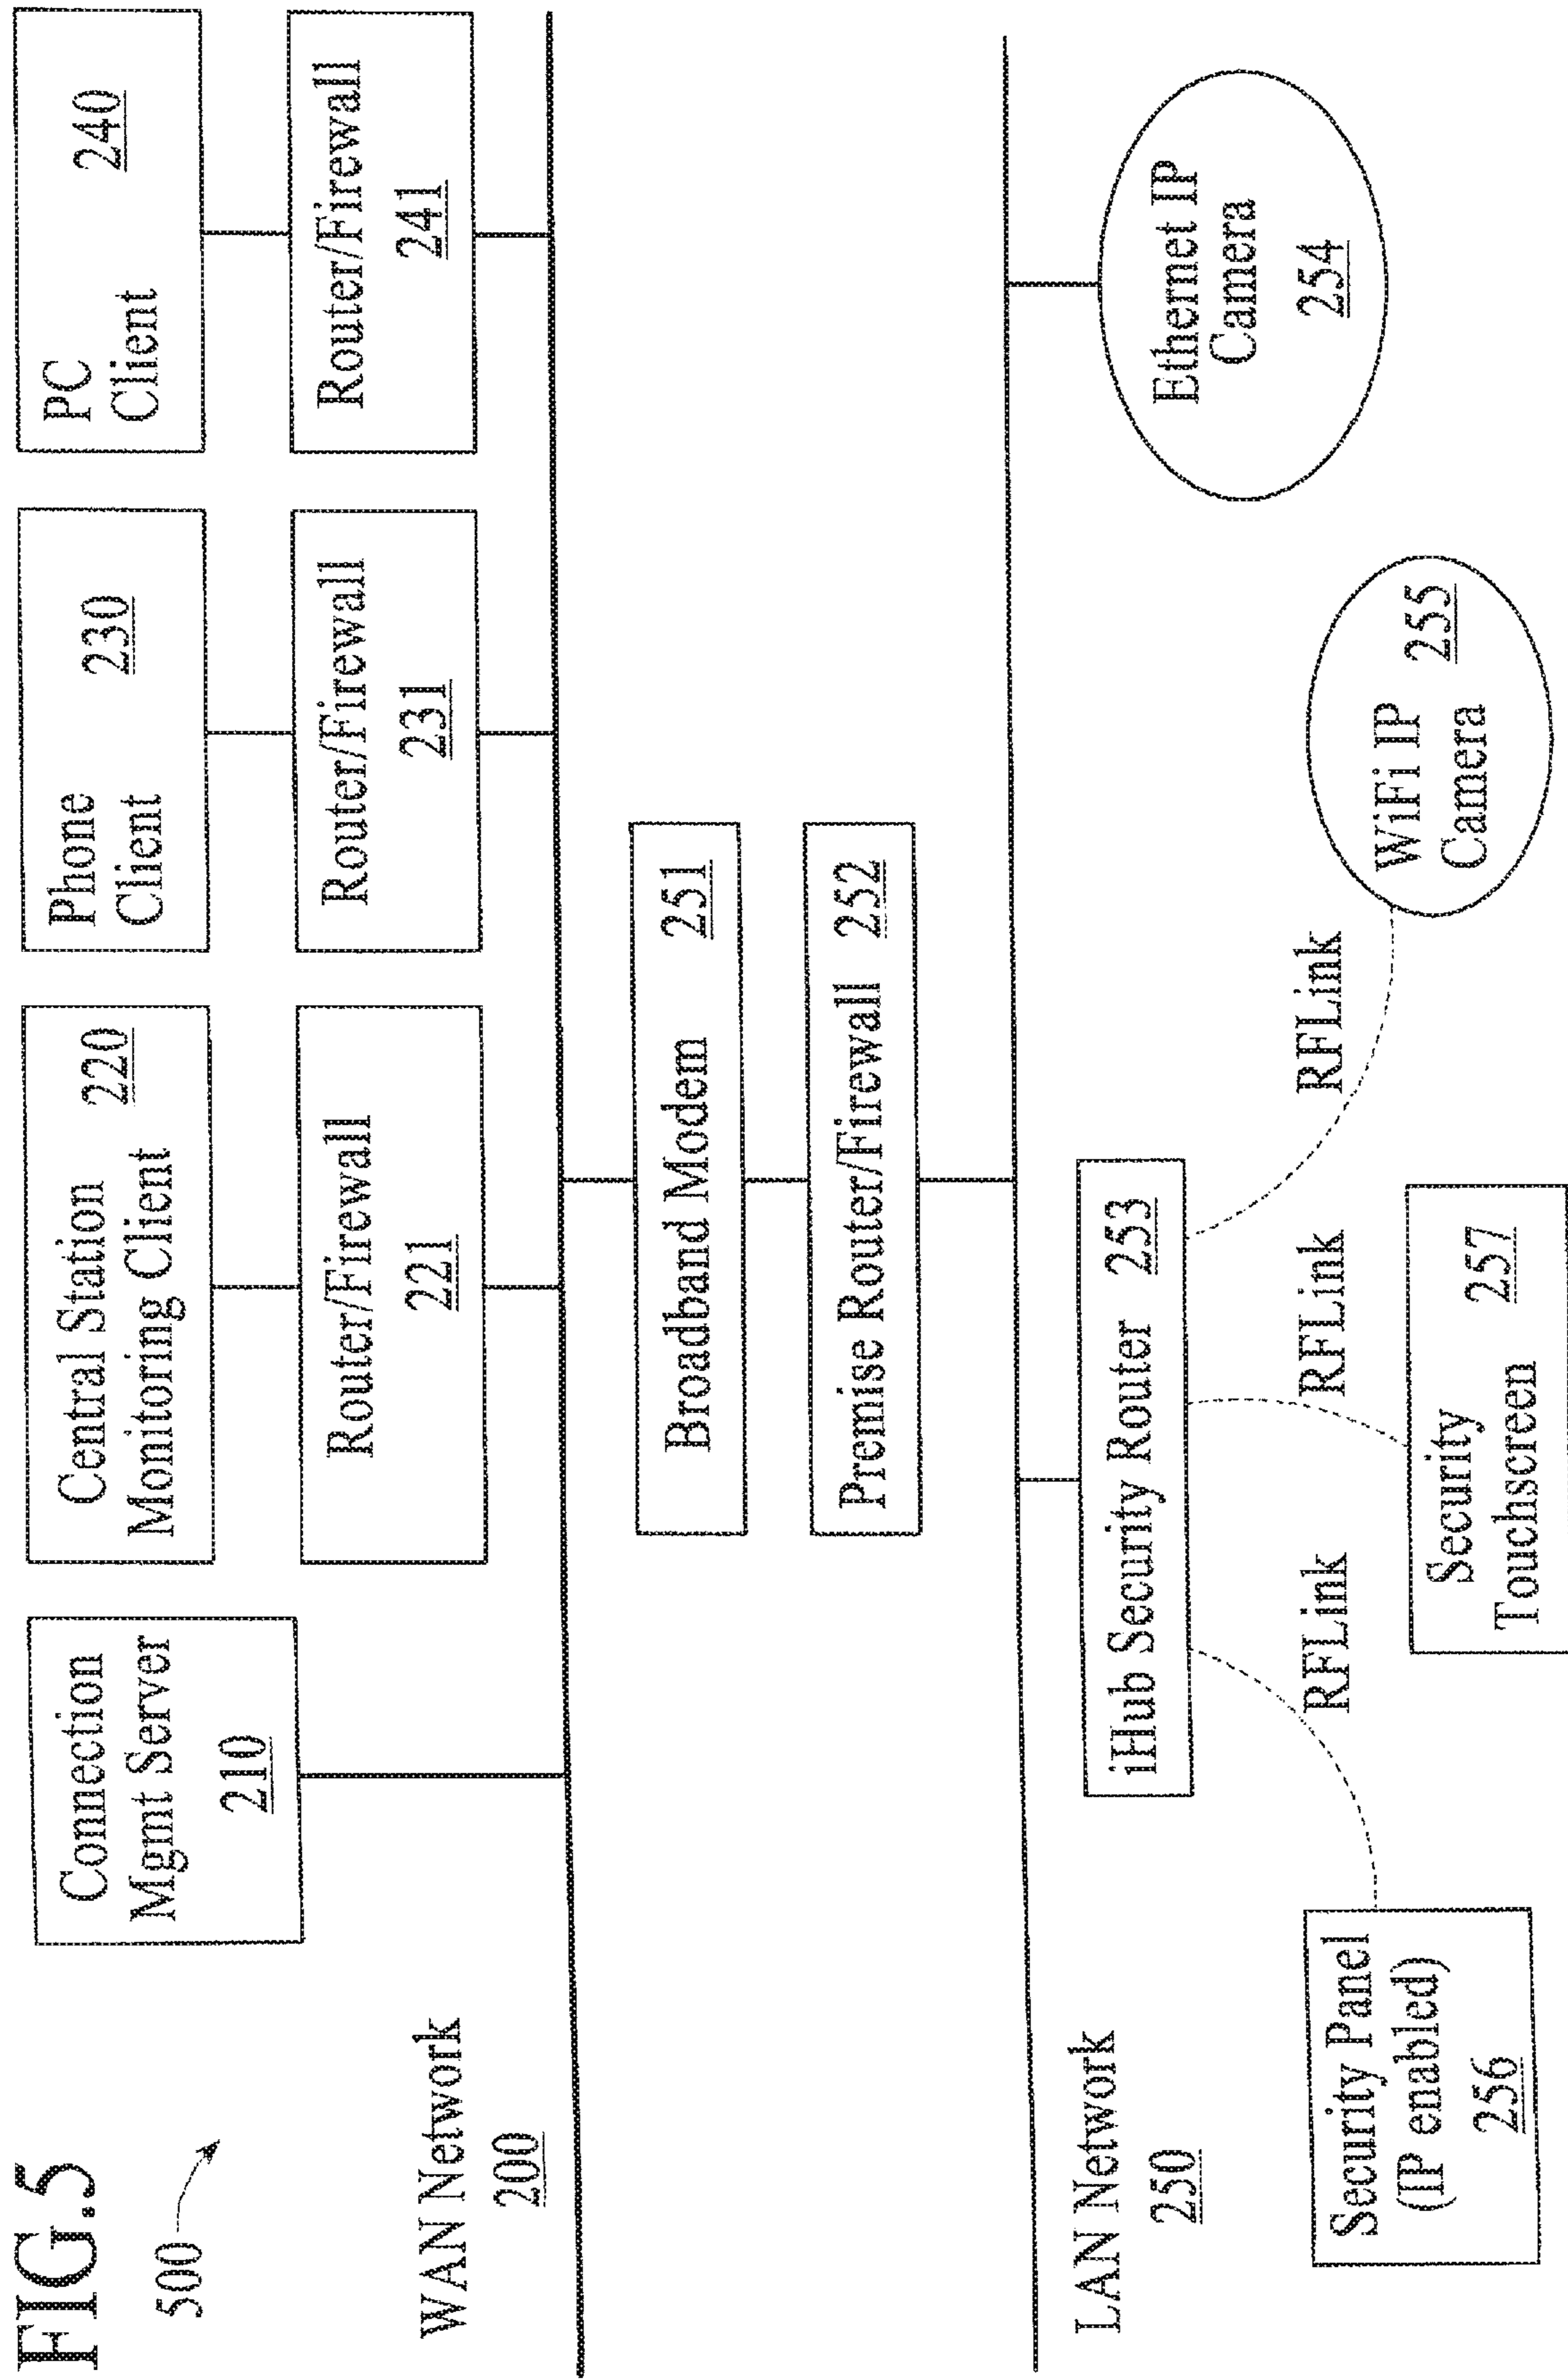 FIG.5
500
Connection
Mgmt Server
210
Central Station
Monitoring Client
220
Phone
Client
230
PC
Client
240
Router/Firewall
221
Router/Firewall
231
Router/Firewall
241
WAN Network
200
Broadband Modem 251
Premise Router/Firewall 252
LAN Network
250
iHub Security Router 253
Ethernet IP
Camera
254
RFLink
RFLink
RFLink
Security Panel
(IP enabled)
256
Security
Touchscreen
257
WiFi IP
Camera
255